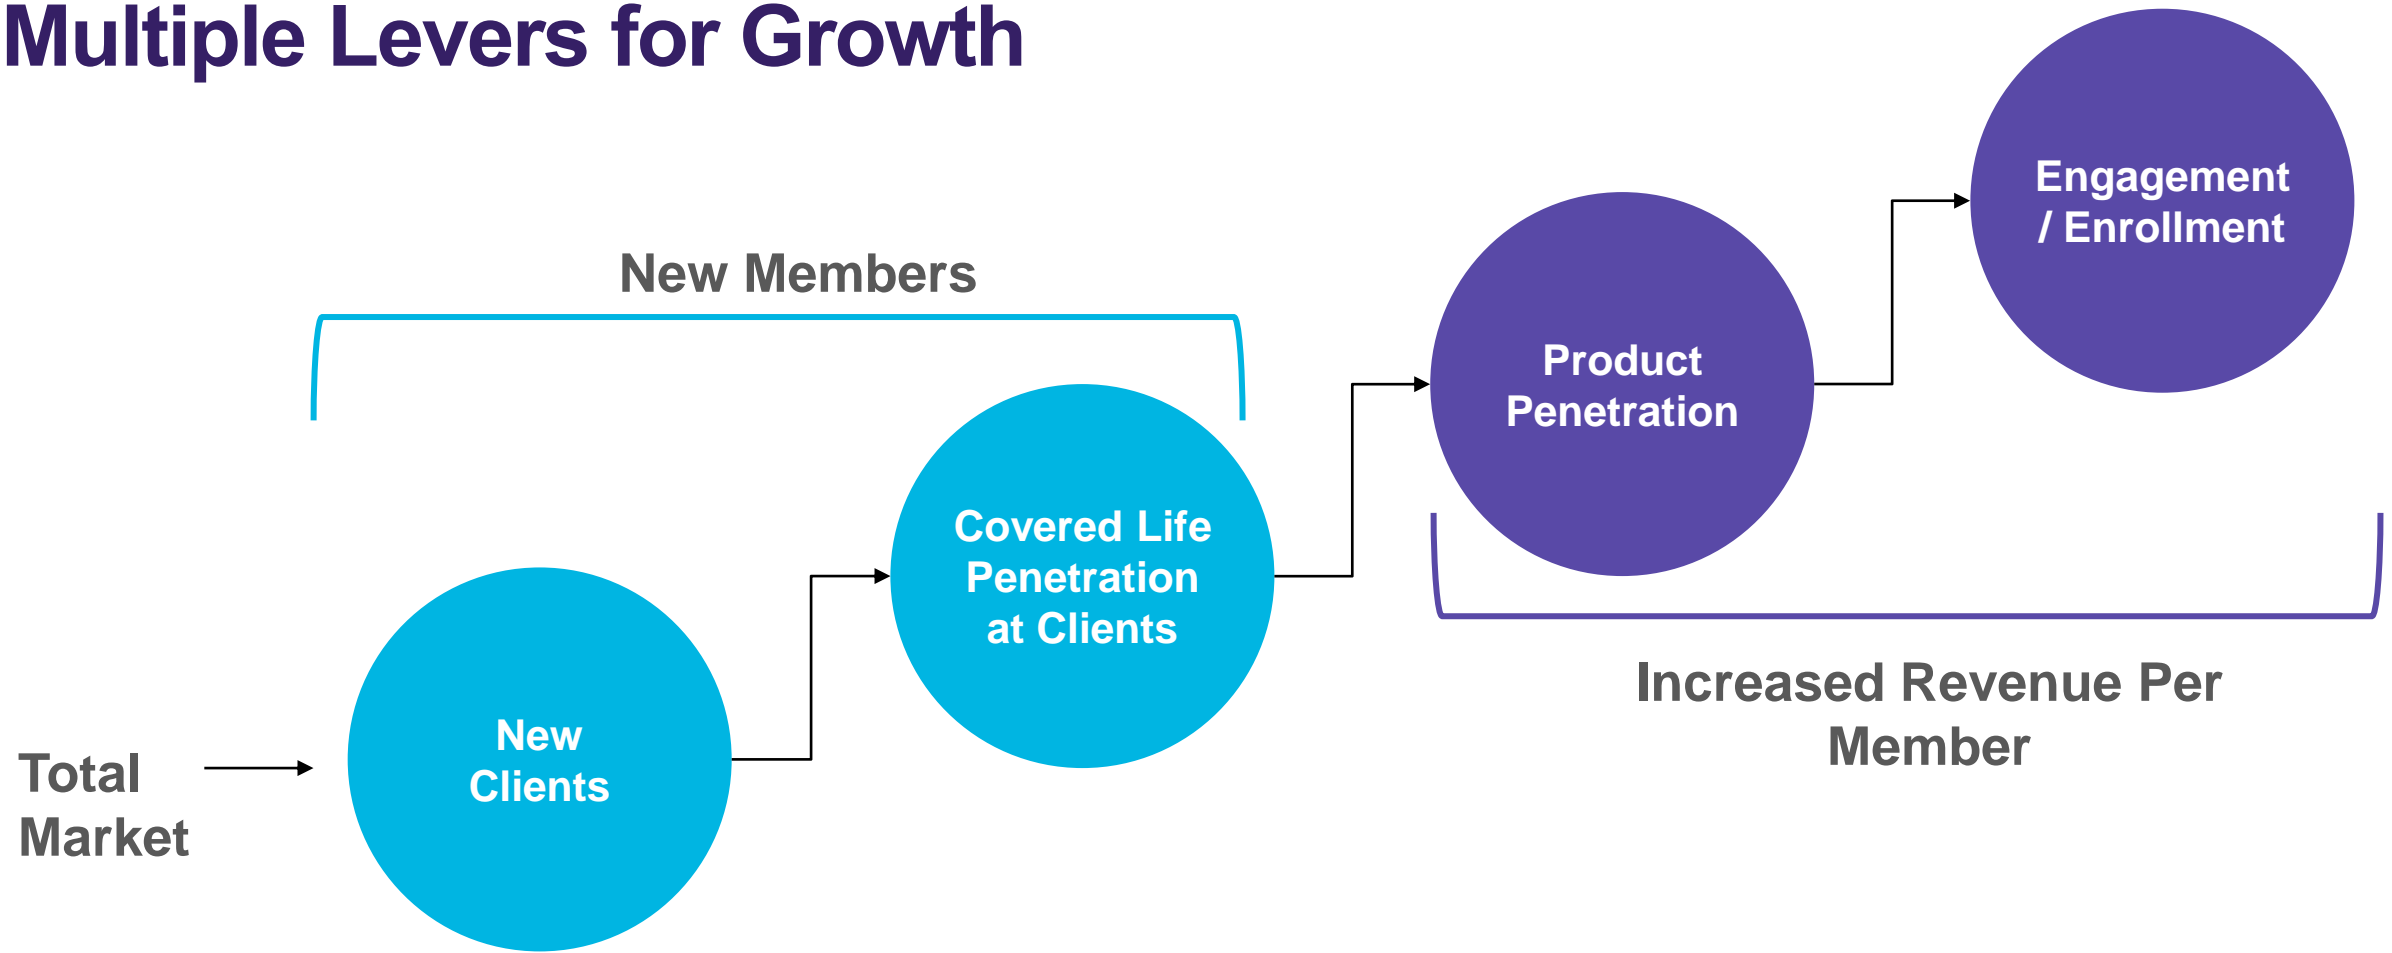 Multiple Levers for Growth
Total
Market
New
Clients
New Members
Covered Life
Penetration
at Clients
Product
Penetration
Engagement
/ Enrollment
Increased Revenue Per
Member